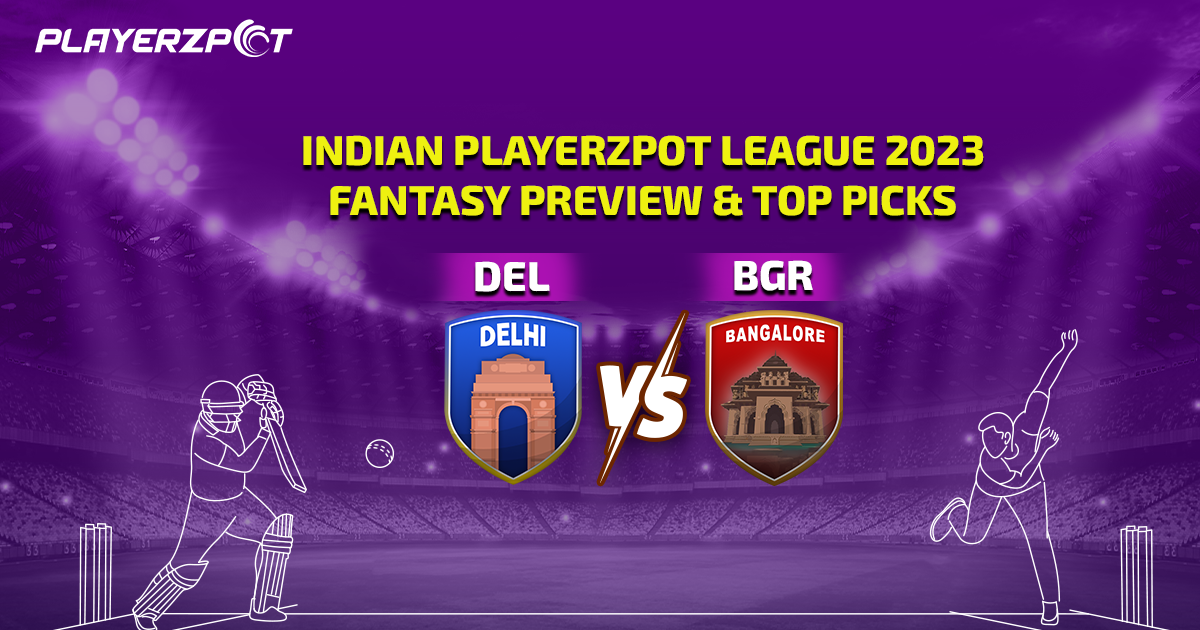 PLAYERZPOT
INDIAN PLAYERZPOT LEAGUE 2023
FANTASY PREVIEW & TOP PICKS
DEL
BGR
DELHI
BANGALORE
VS